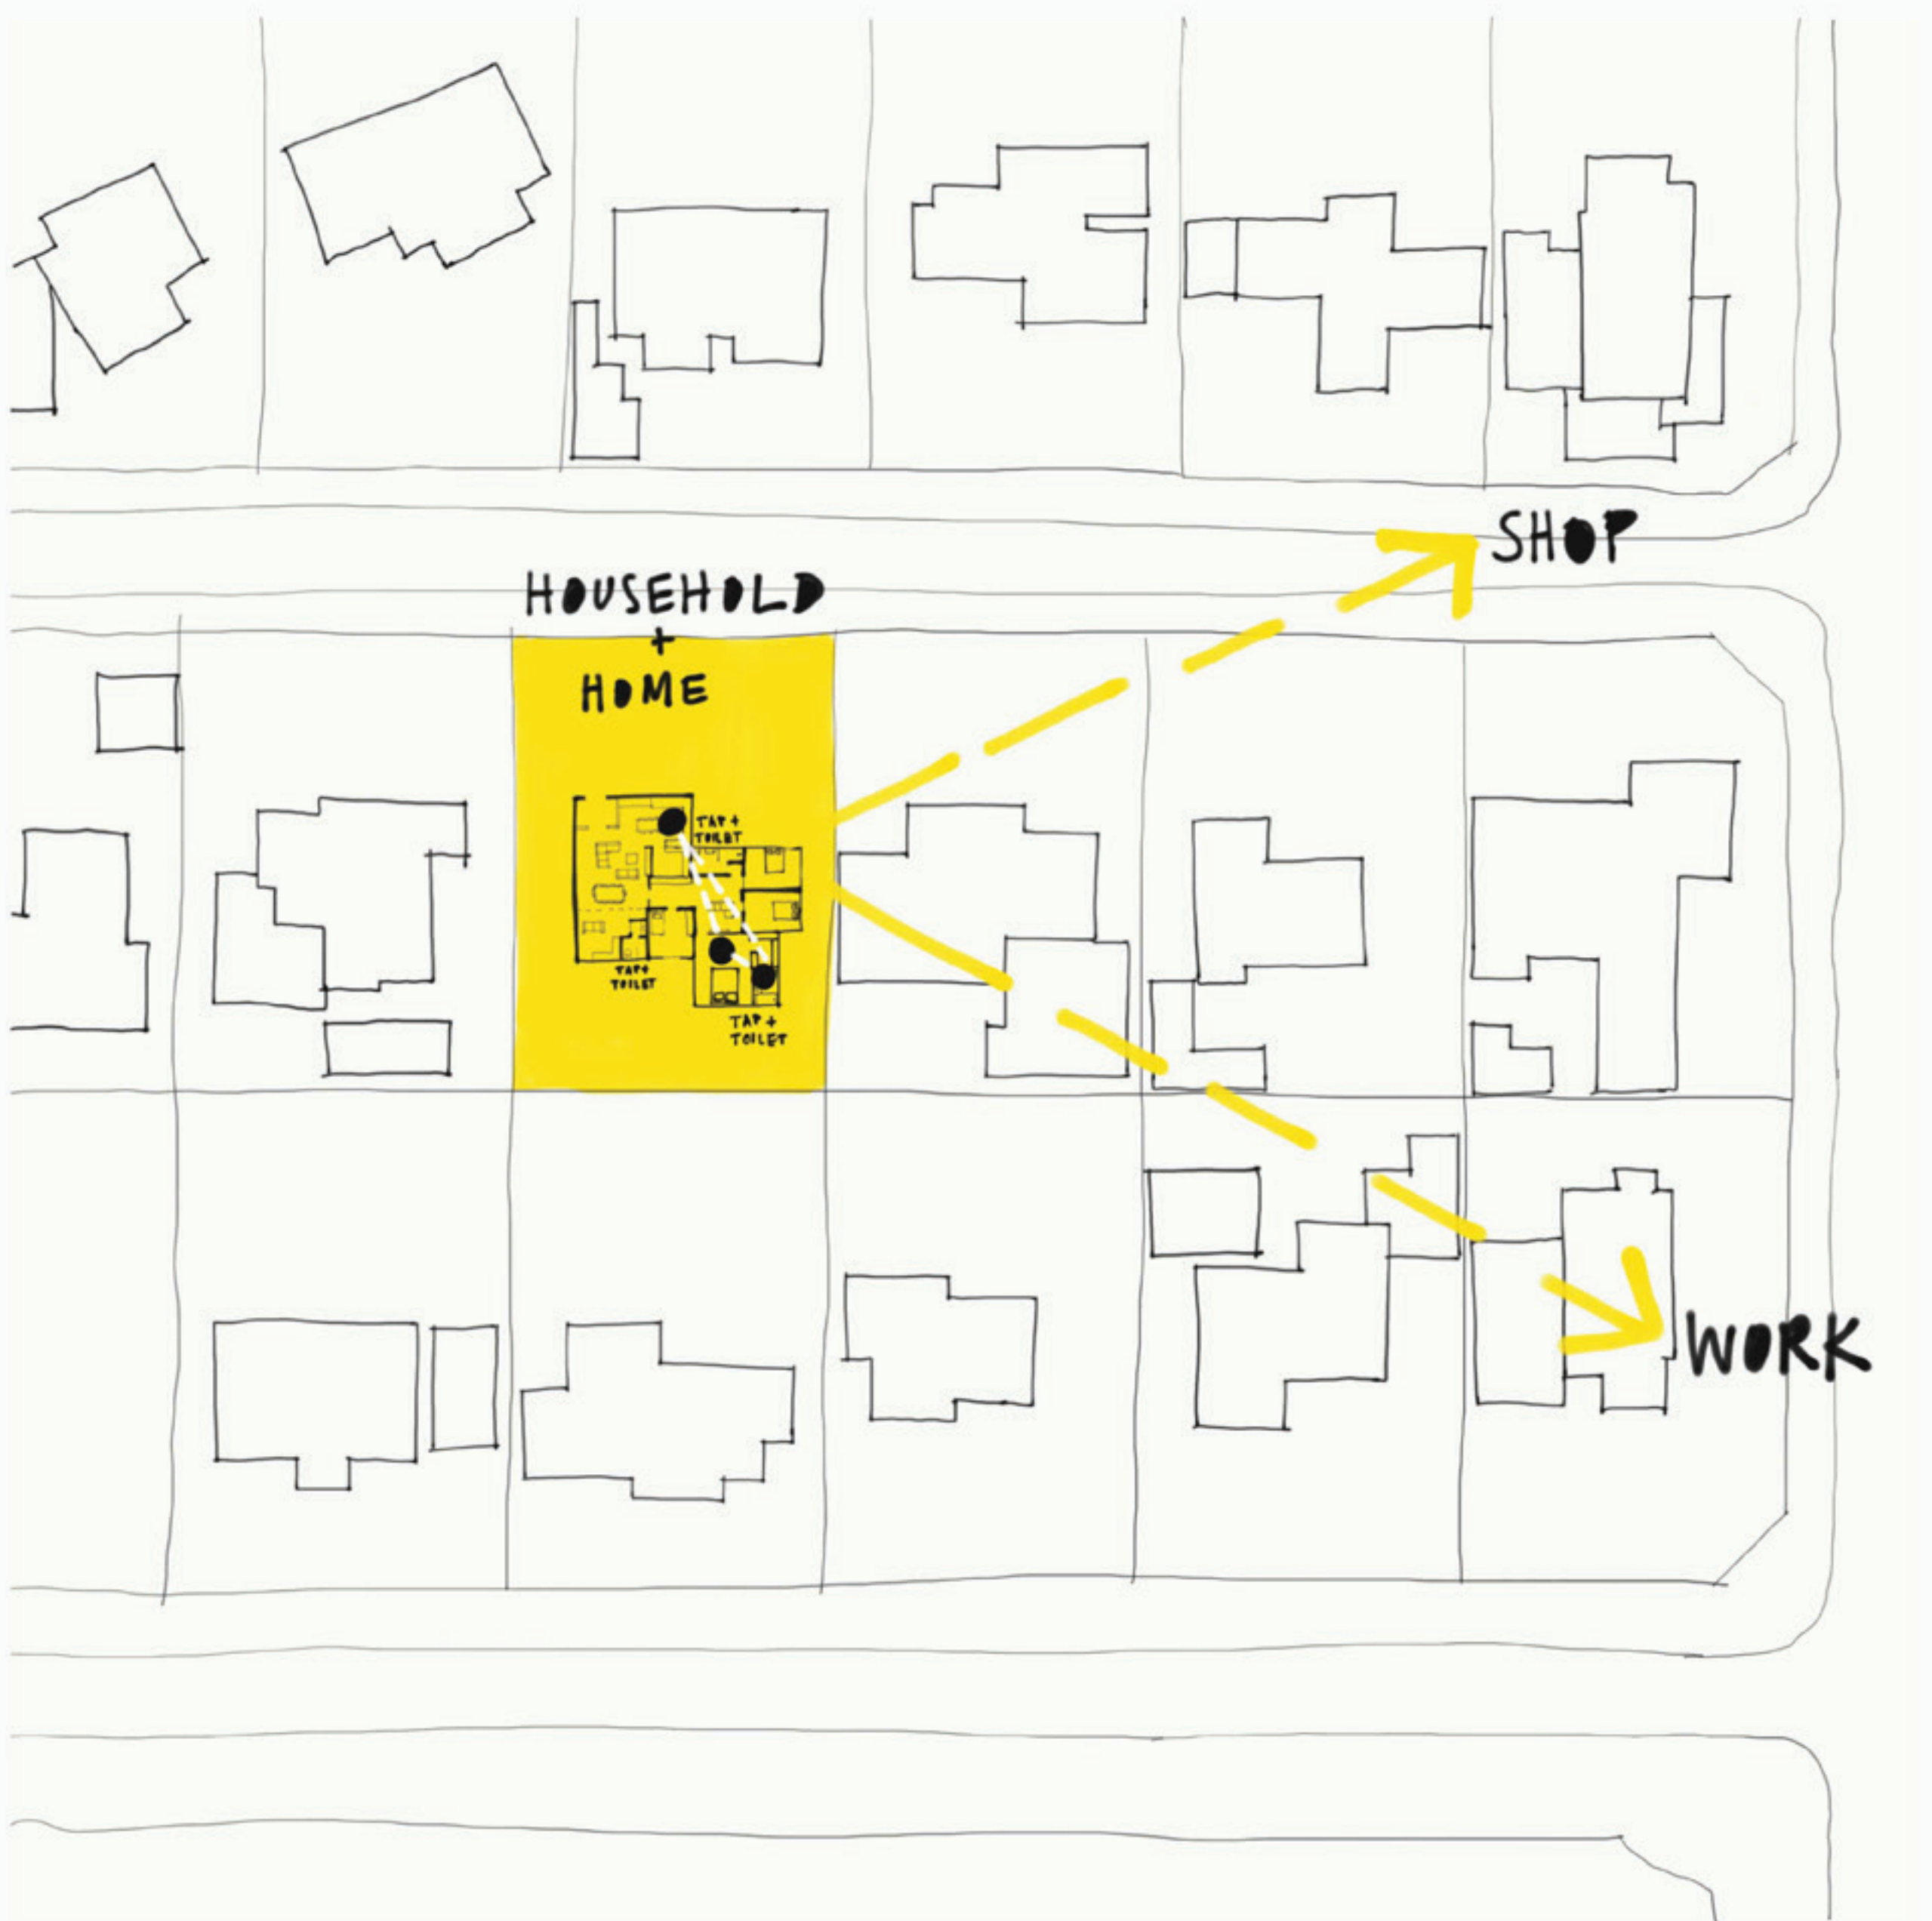 SHOP
HOUSEHOLD
+
HOME
TAP +
TOILET
TAP+
TOILET
TAP +
TOILET
WORK